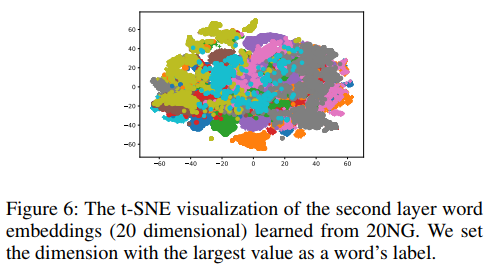 60
40
20
0
−20
−40
−60
−60 −40 −20 0 20 40 60
Figure 6: The t-SNE visualization of the second layer word
embeddings (20 dimensional) learned from 20NG. We set
the dimension with the largest value as a word's label.